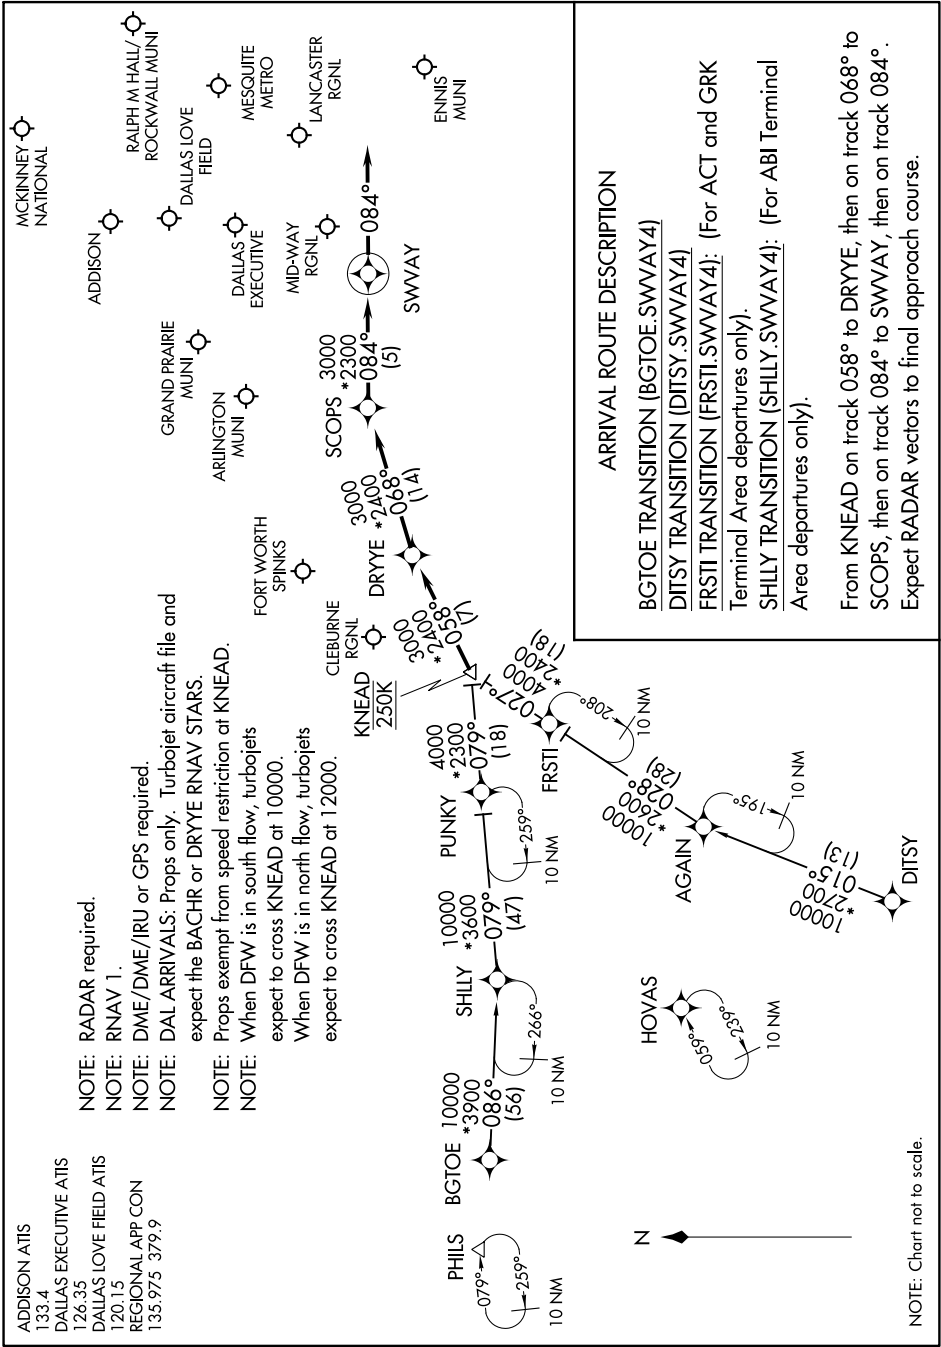 ADDISON ATIS
133.4
DALLAS EXECUTIVE ATIS
126.35
DALLAS LOVE FIELD ATIS
120.15
REGIONAL APP CON
135.975 379.9
NOTE: RADAR required.
NOTE: RNAV 1.
NOTE: DME/DME/IRU or GPS required.
NOTE: DAL ARRIVALS: Props only. Turbojet aircraft file and
expect the BACHR or DRYYE RNAV STARS.
NOTE: Props exempt from speed restriction at KNEAD.
NOTE: When DFW is in south flow, turbojets
expect to cross KNEAD at 10000.
When DFW is in north flow, turbojets
expect to cross KNEAD at 12000.
MCKINNEY
NATIONAL
RALPH M HALL/
ROCKWALL MUNI
ADDISON
DALLAS LOVE
FIELD
MESQUITE
METRO
GRAND PRAIRIE
MUNI
DALLAS
EXECUTIVE
LANCASTER
RGNL
ARLINGTON
MUNI
MID-WAY
RGNL
ENNIS
MUNI
FORT WORTH
SPINKS
CLEBURNE
RGNL
PHILS
079°
259°
10 NM
BGTOE
10000
*3900
086°
(56)
SHLLY
266°
10 NM
10000
*3600
079°
(47)
PUNKY
259°
10 NM
4000
*2300
079°
(18)
KNEAD
250K
3000
*2400
058°
(7)
DRYYE
3000
*2400
068°
(14)
SCOPS
3000
*2300
084°
(5)
SWVAY
084°
4000
*2400
027°
(18)
FRSTI
208°
10 NM
10000
*2600
028°
(28)
AGAIN
195°
10 NM
10000
*2700
015°
(13)
DITSY
HOVAS
059°
239°
10 NM
N
NOTE: Chart not to scale.
ARRIVAL ROUTE DESCRIPTION
BGTOE TRANSITION (BGTOE.SWVAY4)
DITSY TRANSITION (DITSY.SWVAY4)
FRSTI TRANSITION (FRSTI.SWVAY4): (For ACT and GRK
Terminal Area departures only).
SHLLY TRANSITION (SHLLY.SWVAY4): (For ABI Terminal
Area departures only).
From KNEAD on track 058° to DRYYE, then on track 068° to
SCOPS, then on track 084° to SWVAY, then on track 084°.
Expect RADAR vectors to final approach course.